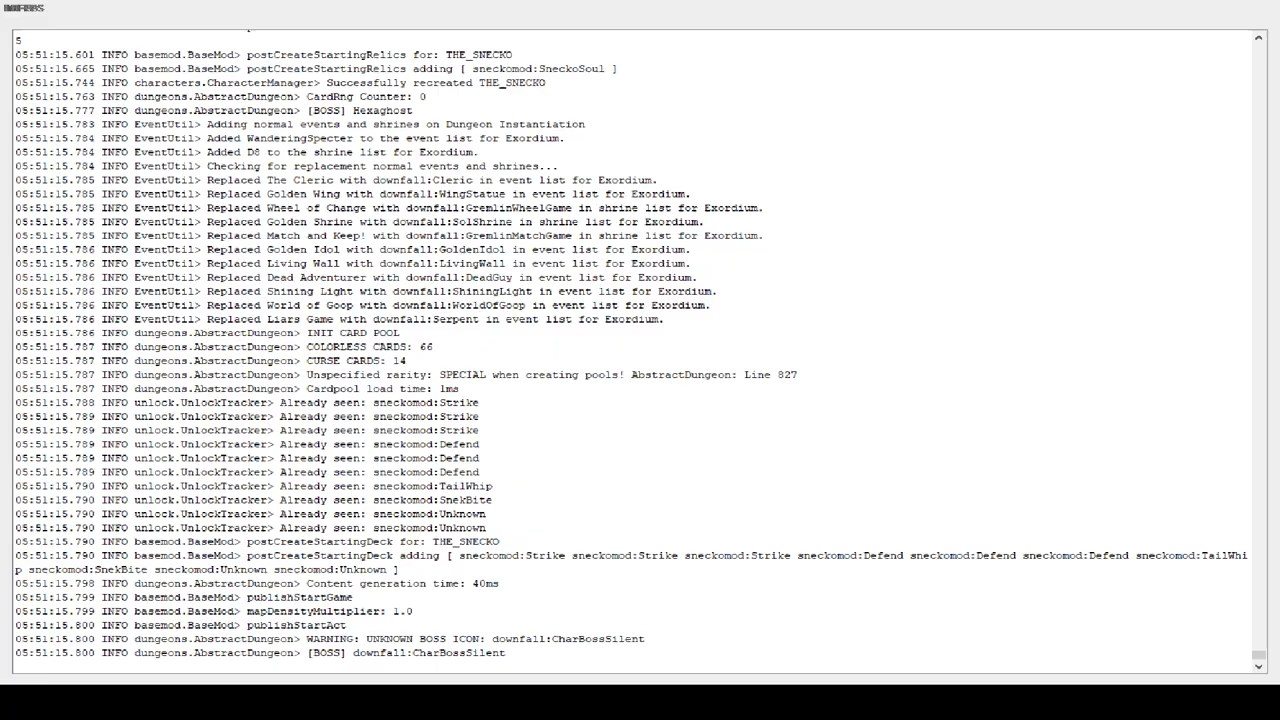 5
05:51:15.601 INFO basemod.BaseMod> postCreateStartingRelics for: THE_SNECKO
05:51:15.665 INFO basemod.BaseMod> postCreateStartingRelics adding [ sneckomod:SneckoSoul ]
05:51:15.744 INFO characters.CharacterManager> Successfully recreated THE_SNECKO
05:51:15.763 INFO dungeons.AbstractDungeon> CardRng Counter: 0
05:51:15.777 INFO dungeons.AbstractDungeon> [BOSS] Hexaghost
05:51:15.783 INFO EventUtil> Adding normal events and shrines on Dungeon Instantiation
05:51:15.784 INFO EventUtil> Added WanderingSpecter to the event list for Exordium.
05:51:15.784 INFO EventUtil> Added D8 to the shrine list for Exordium.
05:51:15.784 INFO EventUtil> Checking for replacement normal events and shrines...
05:51:15.785 INFO EventUtil> Replaced The Cleric with downfall:Cleric in event list for Exordium.
05:51:15.785 INFO EventUtil> Replaced Golden Wing with downfall:WingStatue in event list for Exordium.
05:51:15.785 INFO EventUtil> Replaced Wheel of Change with downfall:GremlinWheelGame in shrine list for Exordium.
05:51:15.785 INFO EventUtil> Replaced Golden Shrine with downfall:SolShrine in shrine list for Exordium.
05:51:15.785 INFO EventUtil> Replaced Match and Keep! with downfall:GremlinMatchGame in shrine list for Exordium.
05:51:15.786 INFO EventUtil> Replaced Golden Idol with downfall:GoldenIdol in event list for Exordium.
05:51:15.786 INFO EventUtil> Replaced Living Wall with downfall:LivingWall in event list for Exordium.
05:51:15.786 INFO EventUtil> Replaced Dead Adventurer with downfall:DeadGuy in event list for Exordium.
05:51:15.786 INFO EventUtil> Replaced Shining Light with downfall:ShiningLight in event list for Exordium.
05:51:15.786 INFO EventUtil> Replaced World of Goop with downfall:WorldOfGoop in event list for Exordium.
05:51:15.786 INFO EventUtil> Replaced Liars Game with downfall:Serpent in event list for Exordium.
05:51:15.786 INFO dungeons.AbstractDungeon> INIT CARD POOL
05:51:15.787 INFO dungeons.AbstractDungeon> COLORLESS CARDS: 66
05:51:15.787 INFO dungeons.AbstractDungeon> CURSE CARDS: 14
05:51:15.787 INFO dungeons.AbstractDungeon> Unspecified rarity: SPECIAL when creating pools! AbstractDungeon: Line 827
05:51:15.787 INFO dungeons.AbstractDungeon> Cardpool load time: 1ms
05:51:15.788 INFO unlock.UnlockTracker> Already seen: sneckomod:Strike
05:51:15.789 INFO unlock.UnlockTracker> Already seen: sneckomod:Strike
05:51:15.789 INFO unlock.UnlockTracker> Already seen: sneckomod:Strike
05:51:15.789 INFO unlock.UnlockTracker> Already seen: sneckomod:Defend
05:51:15.789 INFO unlock.UnlockTracker> Already seen: sneckomod:Defend
05:51:15.789 INFO unlock.UnlockTracker> Already seen: sneckomod:Defend
05:51:15.790 INFO unlock.UnlockTracker> Already seen: sneckomod:TailWhip
05:51:15.790 INFO unlock.UnlockTracker> Already seen: sneckomod:SnekBite
05:51:15.790 INFO unlock.UnlockTracker> Already seen: sneckomod:Unknown
05:51:15.790 INFO unlock.UnlockTracker> Already seen: sneckomod:Unknown
05:51:15.790 INFO basemod.BaseMod> postCreateStartingDeck for: THE_SNECKO
05:51:15.790 INFO basemod.BaseMod> postCreateStartingDeck adding [ sneckomod:Strike sneckomod:Strike sneckomod:Strike sneckomod:Defend sneckomod:Defend sneckomod:Defend sneckomod:TailWhi
p sneckomod:SnekBite sneckomod:Unknown sneckomod:Unknown ]
05:51:15.798 INFO dungeons.AbstractDungeon> Content generation time: 40ms
05:51:15.799 INFO basemod.BaseMod> publishStartGame
05:51:15.799 INFO basemod.BaseMod> mapDensityMultiplier: 1.0
05:51:15.800 INFO basemod.BaseMod> publishStartAct
05:51:15.800 INFO dungeons.AbstractDungeon> WARNING: UNKNOWN BOSS ICON: downfall:CharBossSilent
05:51:15.800 INFO dungeons.AbstractDungeon> [BOSS] downfall:CharBossSilent